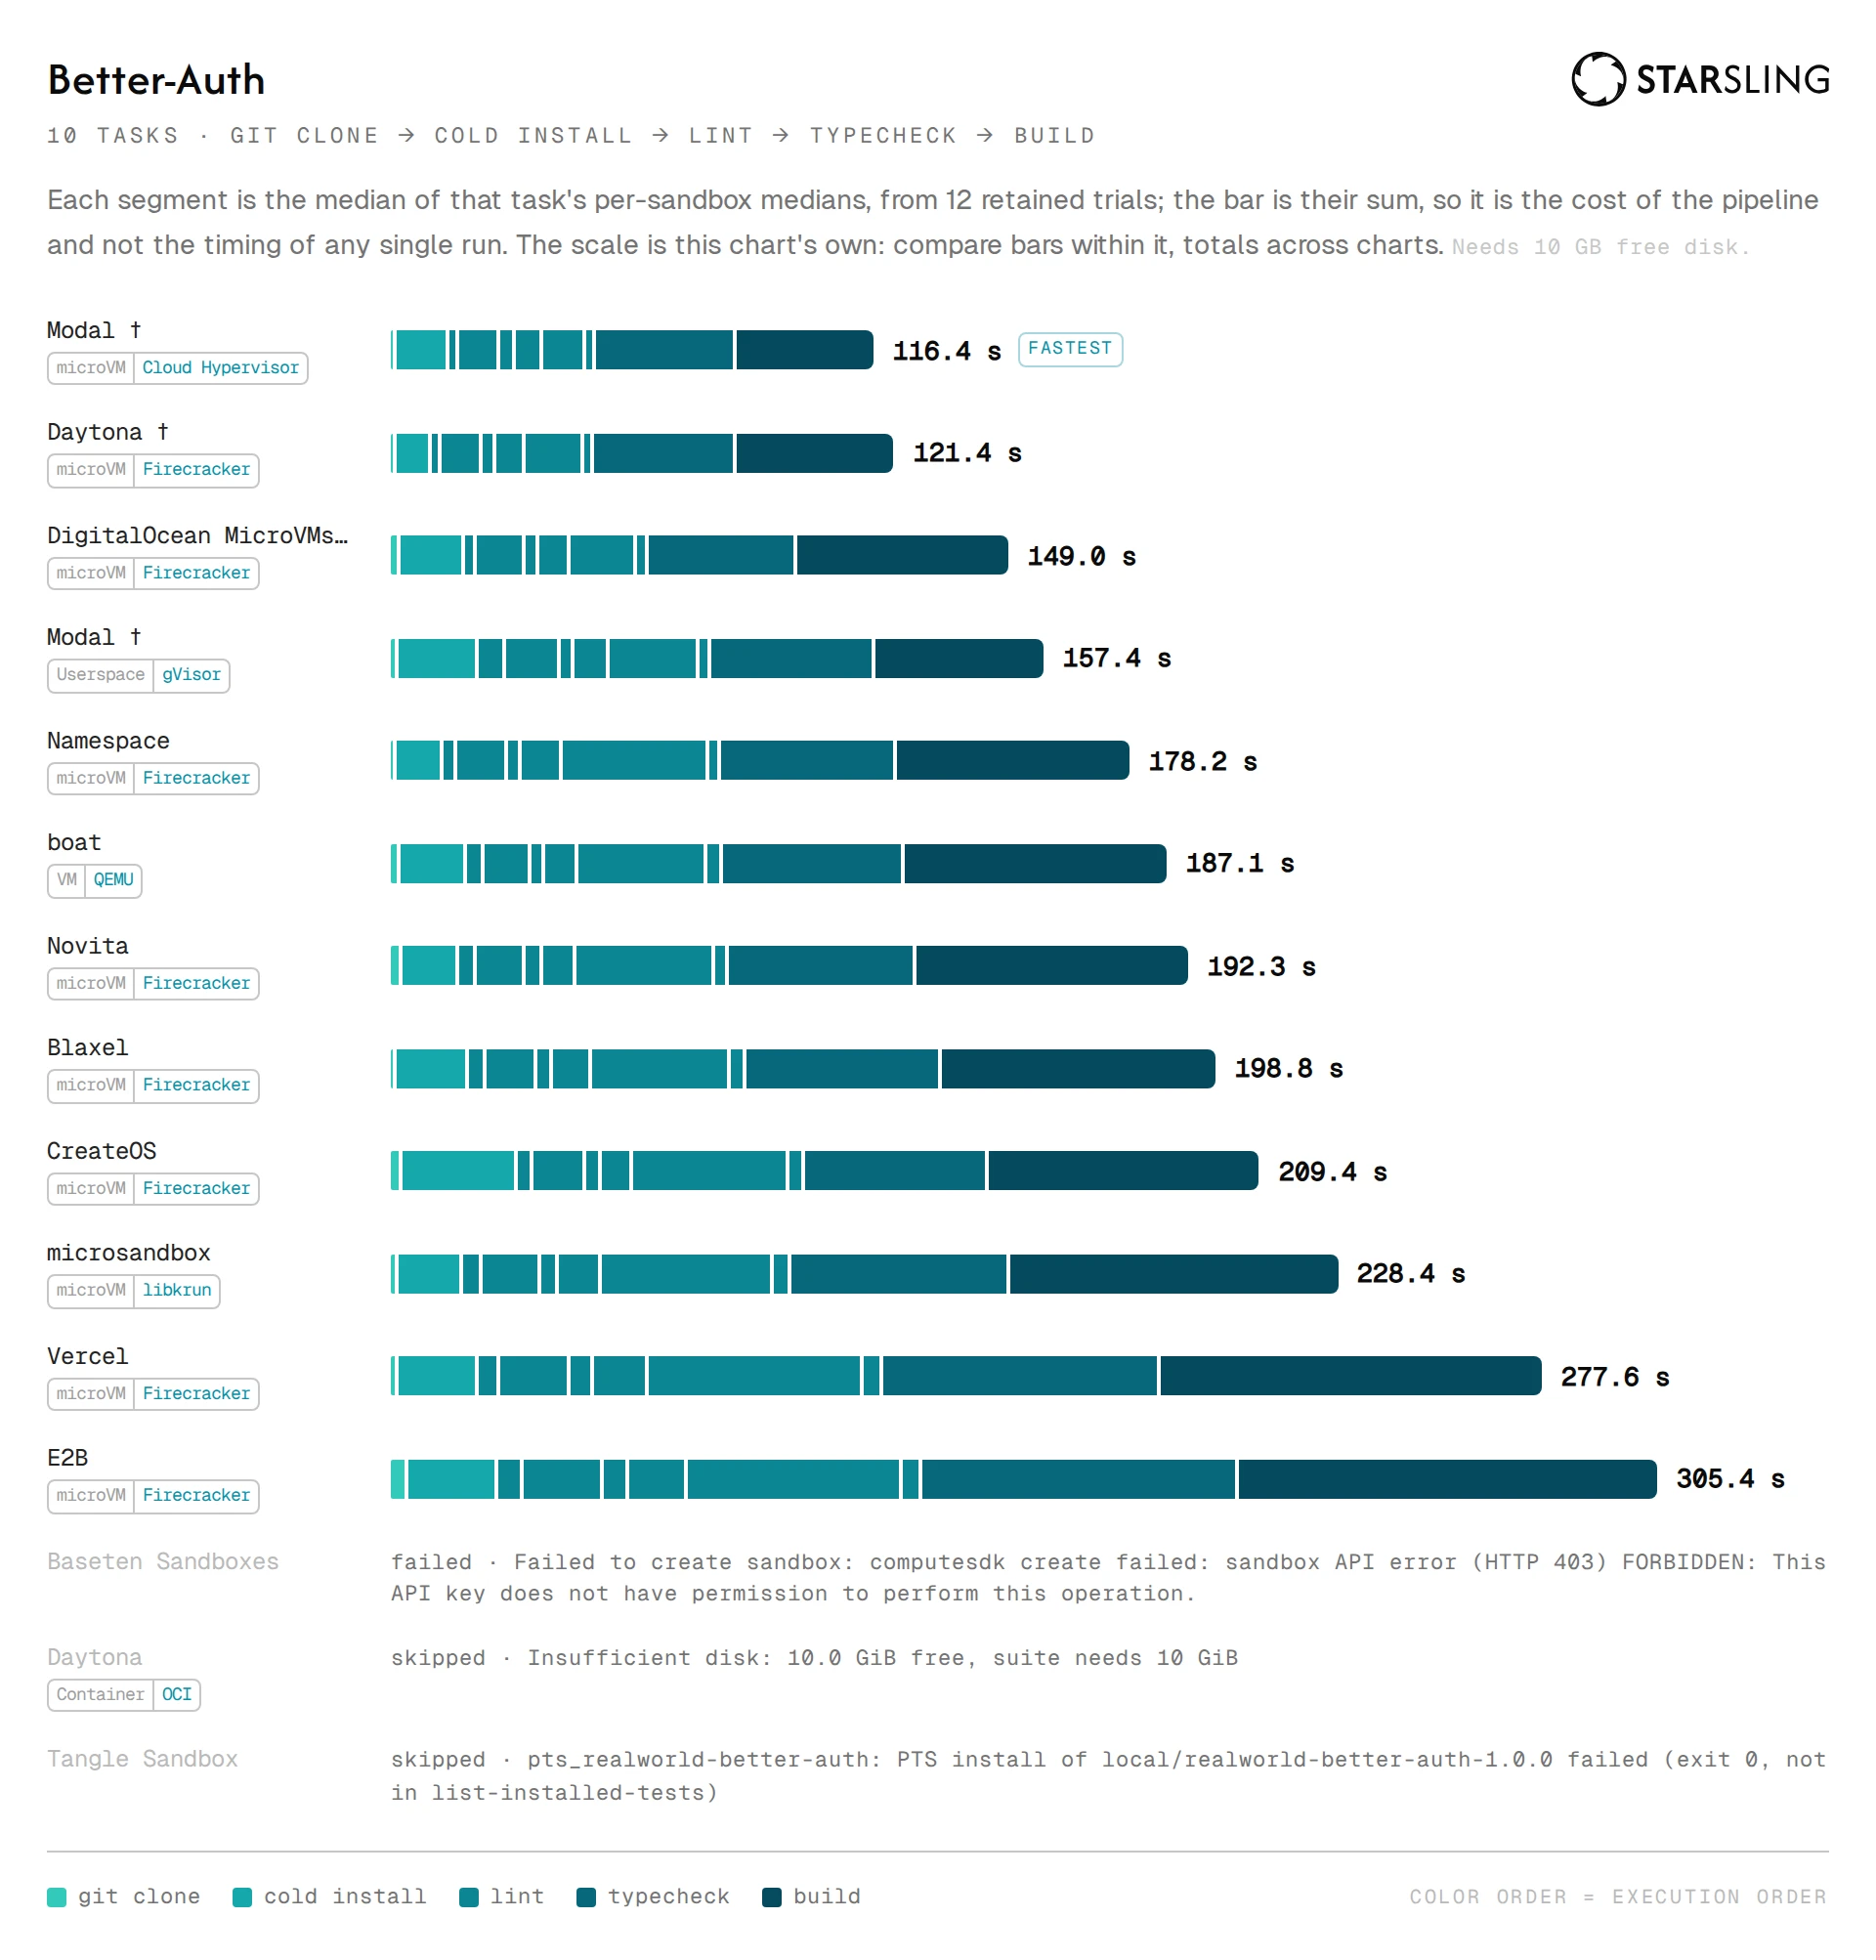 Better-Auth
STARSLING
10 TASKS · GIT CLONE → COLD INSTALL → LINT → TYPECHECK → BUILD
Each segment is the median of that task's per-sandbox medians, from 12 retained trials; the bar is their sum, so it is the cost of the pipeline
and not the timing of any single run. The scale is this chart's own: compare bars within it, totals across charts. Needs 10 GB free disk.
Modal †
microVM Cloud Hypervisor
116.4 s FASTEST
Daytona †
microVM Firecracker
121.4 s
DigitalOcean MicroVMs…
microVM Firecracker
149.0 s
Modal †
Userspace gVisor
157.4 s
Namespace
microVM Firecracker
178.2 s
boat
VM QEMU
187.1 s
Novita
microVM Firecracker
192.3 s
Blaxel
microVM Firecracker
198.8 s
CreateOS
microVM Firecracker
209.4 s
microsandbox
microVM libkrun
228.4 s
Vercel
microVM Firecracker
277.6 s
E2B
microVM Firecracker
305.4 s
Baseten Sandboxes
failed · Failed to create sandbox: computesdk create failed: sandbox API error (HTTP 403) FORBIDDEN: This
API key does not have permission to perform this operation.
Daytona
Container OCI
skipped · Insufficient disk: 10.0 GiB free, suite needs 10 GiB
Tangle Sandbox
skipped · pts_realworld-better-auth: PTS install of local/realworld-better-auth-1.0.0 failed (exit 0, not
in list-installed-tests)
git clone cold install lint typecheck build
COLOR ORDER = EXECUTION ORDER